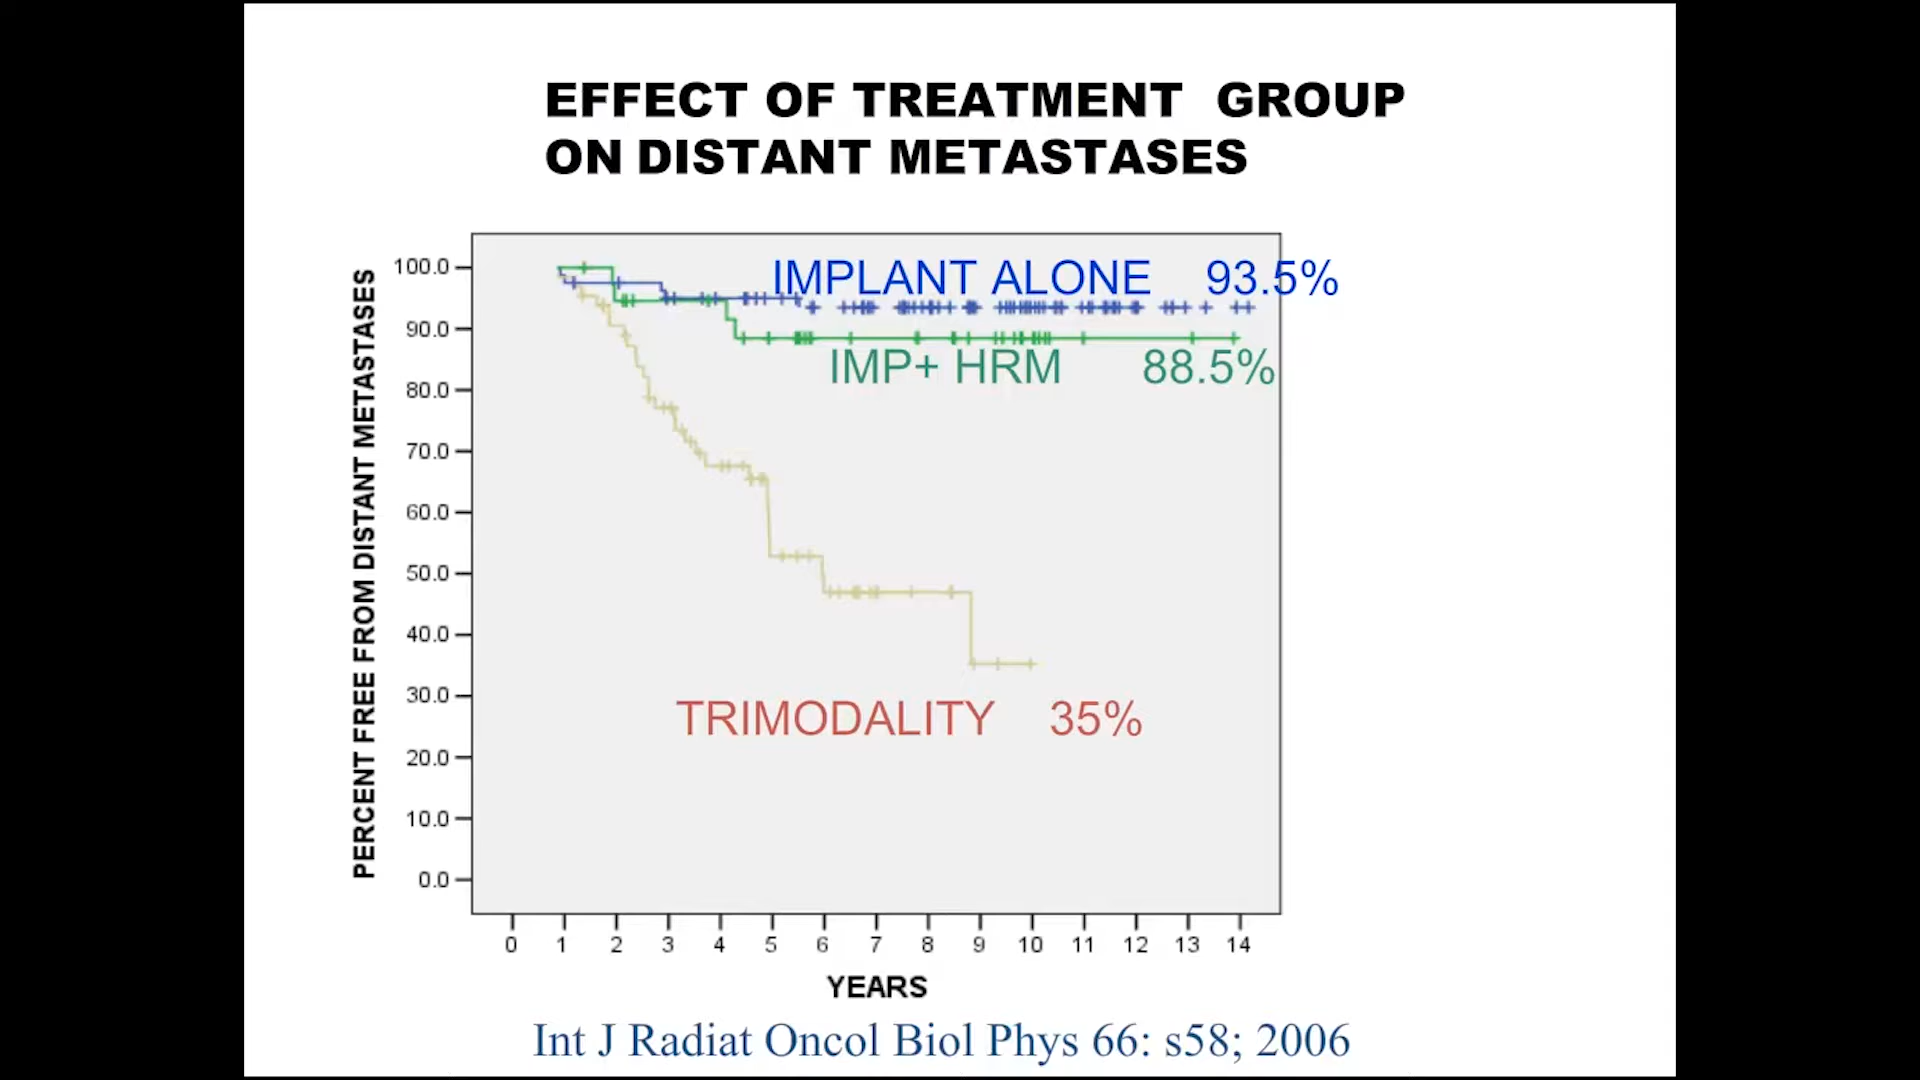 EFFECT OF TREATMENT GROUP
ON DISTANT METASTASES
PERCENT FREE FROM DISTANT METASTASES
100.0
90.0
80.0
70.0
60.0
50.0
40.0
30.0
20.0
10.0
0.0
IMPLANT ALONE 93.5%
IMP+ HRM 88.5%
TRIMODALITY 35%
0 1 2 3 4 5 6 7 8 9 10 11 12 13 14
YEARS
Int J Radiat Oncol Biol Phys 66: s58; 2006